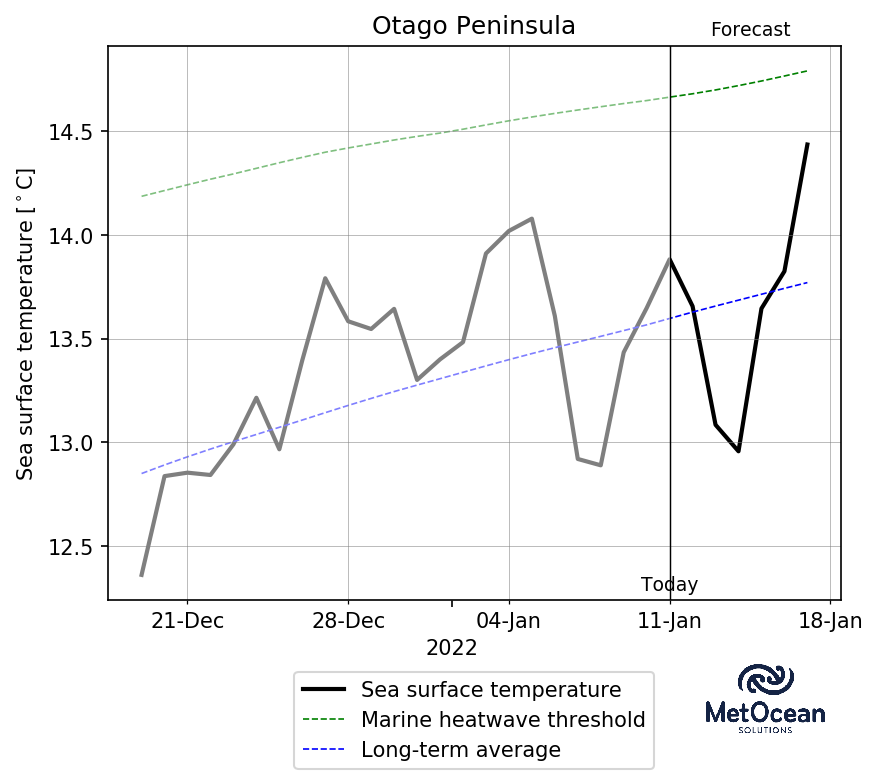 Otago Peninsula
Forecast
Sea surface temperature [°C]
14.5
14.0
13.5
13.0
12.5
Today
21-Dec 28-Dec 04-Jan 11-Jan 18-Jan
2022
Sea surface temperature
Marine heatwave threshold
Long-term average
MetOcean
SOLUTIONS